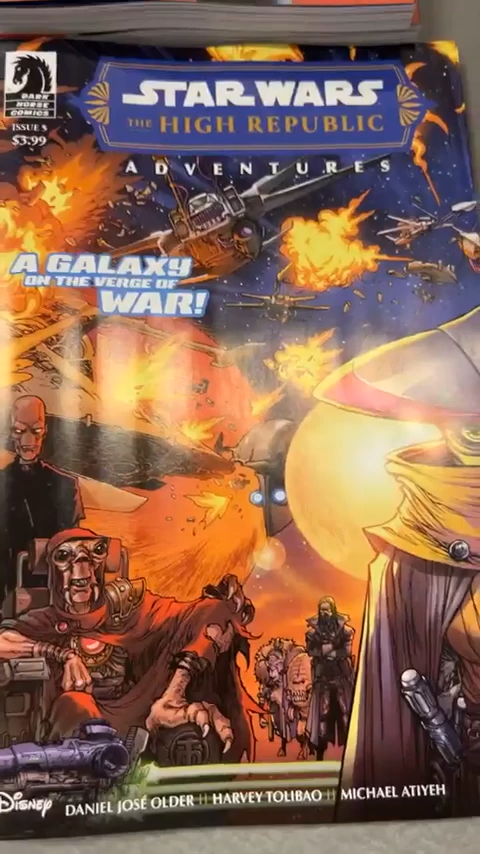 DARK
HORSE
COMICS
ISSUE 5
$3.99
STAR WARS
THE HIGH REPUBLIC
ADVENTURES
A GALAXY
ON THE VERGE OF
WAR!
Disney
DANIEL JOSÉ OLDER || HARVEY TOLIBAO || MICHAEL ATIYEH